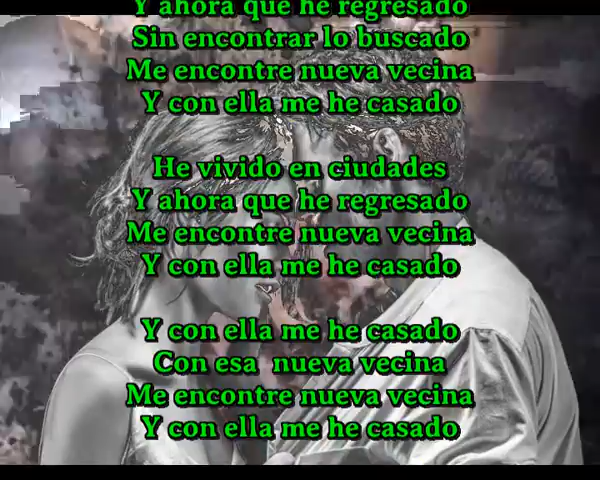 Y ahora que he regresado
Sin encontrar lo buscado
Me encontre nueva vecina
Y con ella me he casado
He vivido en ciudades
Y ahora que he regresado
Me encontre nueva vecina
Y con ella me he casado
Y con ella me he casado
Con esa nueva vecina
Me encontre nueva vecina
Y con ella me he casado